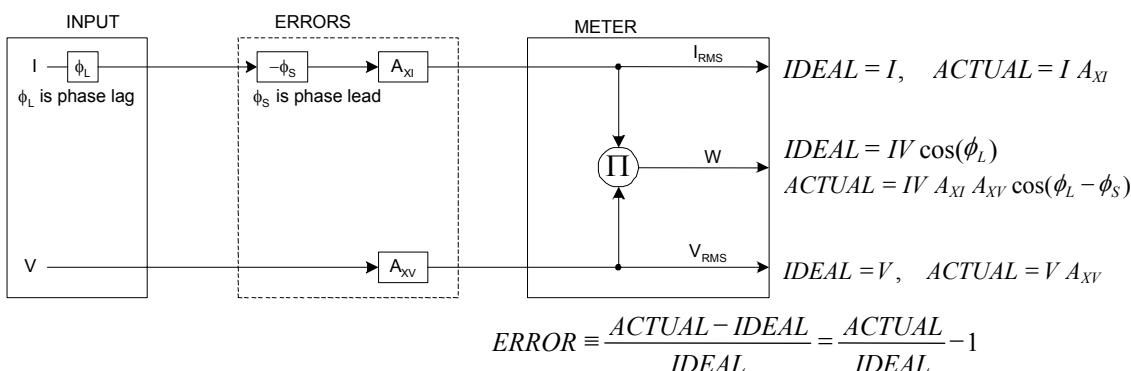 INPUT
ERRORS
METER
I
ϕL
−ϕS
AXI
IRMS
IDEAL = I, ACTUAL = I AXI
ϕL is phase lag
ϕS is phase lead
Π
W
IDEAL = IV cos(ϕL)
ACTUAL = IV AXI AXV cos(ϕL − ϕS)
V
AXV
VRMS
IDEAL = V, ACTUAL = V AXV
ERROR ≡ ACTUAL − IDEAL / IDEAL = ACTUAL / IDEAL − 1